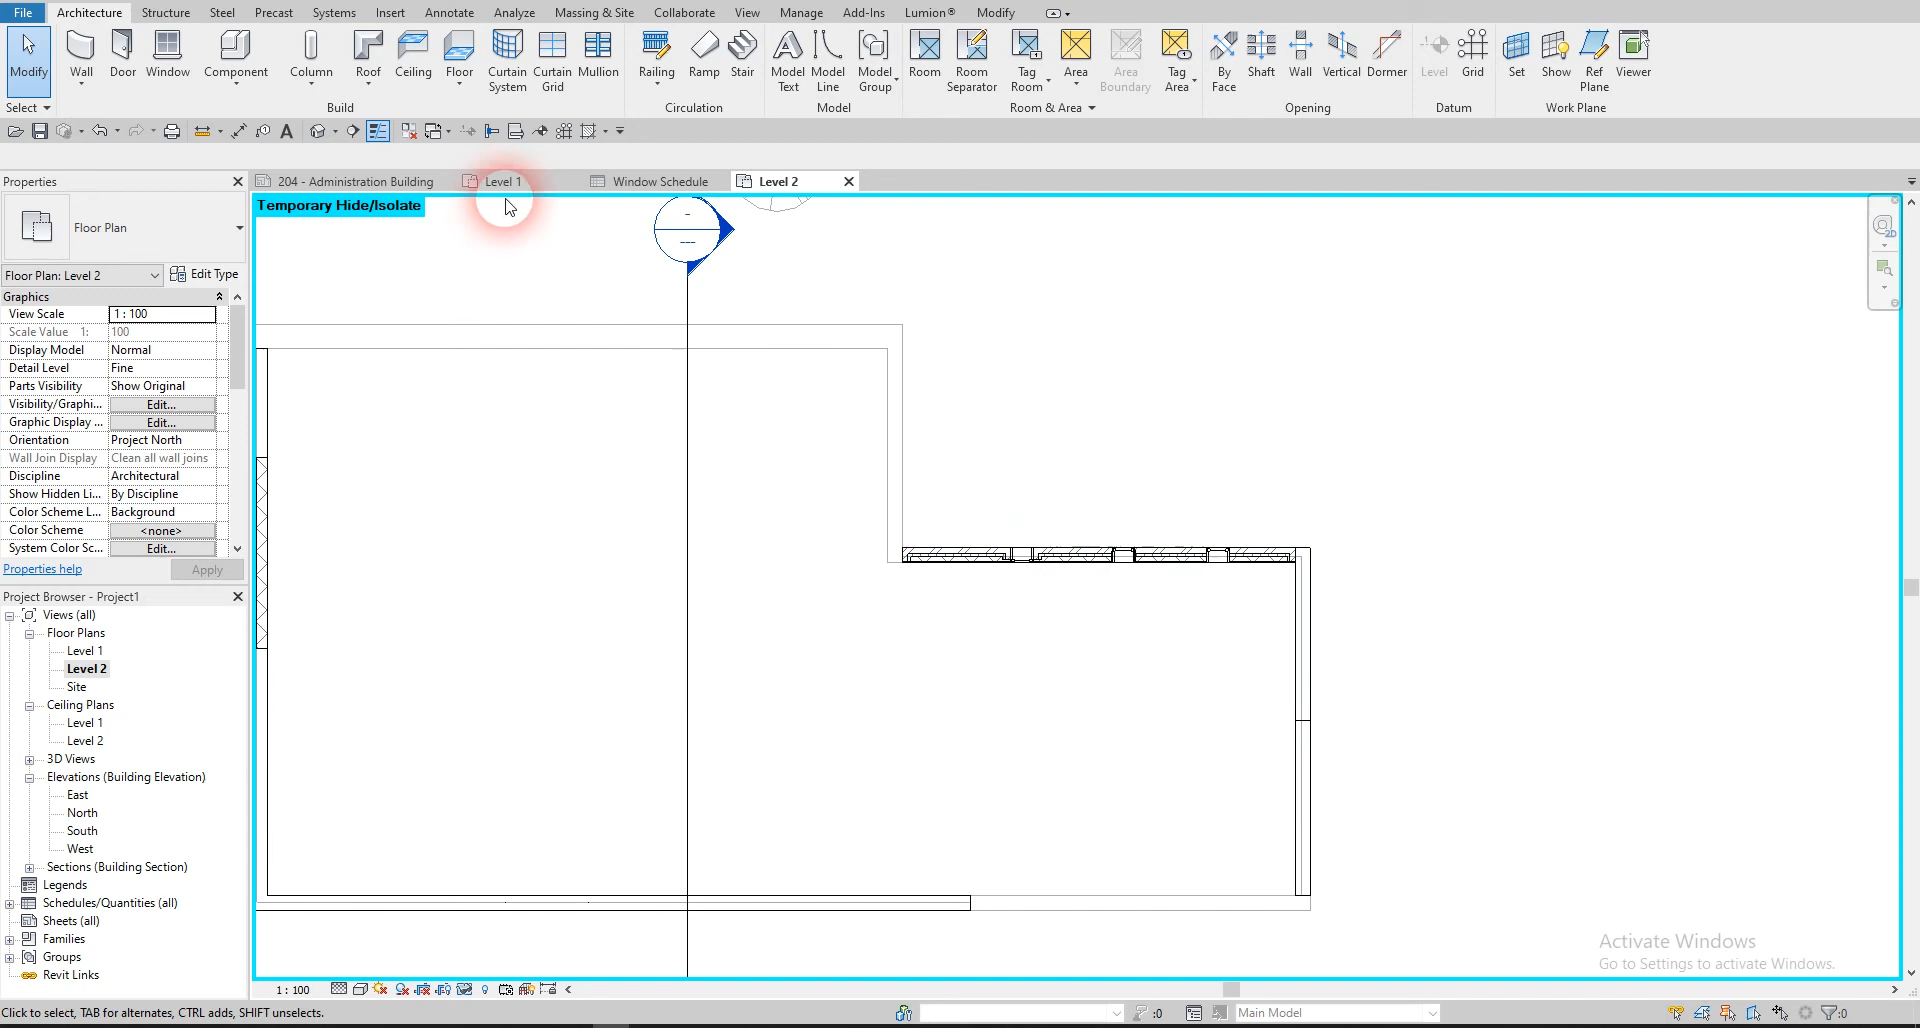 File Architecture Structure Steel Precast Systems Insert Annotate Analyze Massing & Site Collaborate View Manage Add-Ins Lumion® Modify
Modify Wall Door Window Component Column Roof Ceiling Floor Curtain System Curtain Grid Mullion Railing Ramp Stair Model Text Model Line Model Group Room Room Separator Tag Room Area Area Boundary Tag Area By Face Shaft Wall Vertical Dormer Level Grid Set Show Ref Plane Viewer
Select Build Circulation Model Room & Area Opening Datum Work Plane
Properties
204 - Administration Building Level 1 Window Schedule Level 2
Temporary Hide/Isolate
Floor Plan
Floor Plan: Level 2 Edit Type
Graphics
View Scale 1 : 100
Scale Value 1: 100
Display Model Normal
Detail Level Fine
Parts Visibility Show Original
Visibility/Graphi... Edit...
Graphic Display ... Edit...
Orientation Project North
Wall Join Display Clean all wall joins
Discipline Architectural
Show Hidden Li... By Discipline
Color Scheme L... Background
Color Scheme <none>
System Color Sc... Edit...
Properties help Apply
Project Browser - Project1
Views (all)
Floor Plans
Level 1
Level 2
Site
Ceiling Plans
Level 1
Level 2
3D Views
Elevations (Building Elevation)
East
North
South
West
Sections (Building Section)
Legends
Schedules/Quantities (all)
Sheets (all)
Families
Groups
Revit Links
2D
Activate Windows
Go to Settings to activate Windows.
1 : 100
Click to select, TAB for alternates, CTRL adds, SHIFT unselects.
:0 Main Model :0